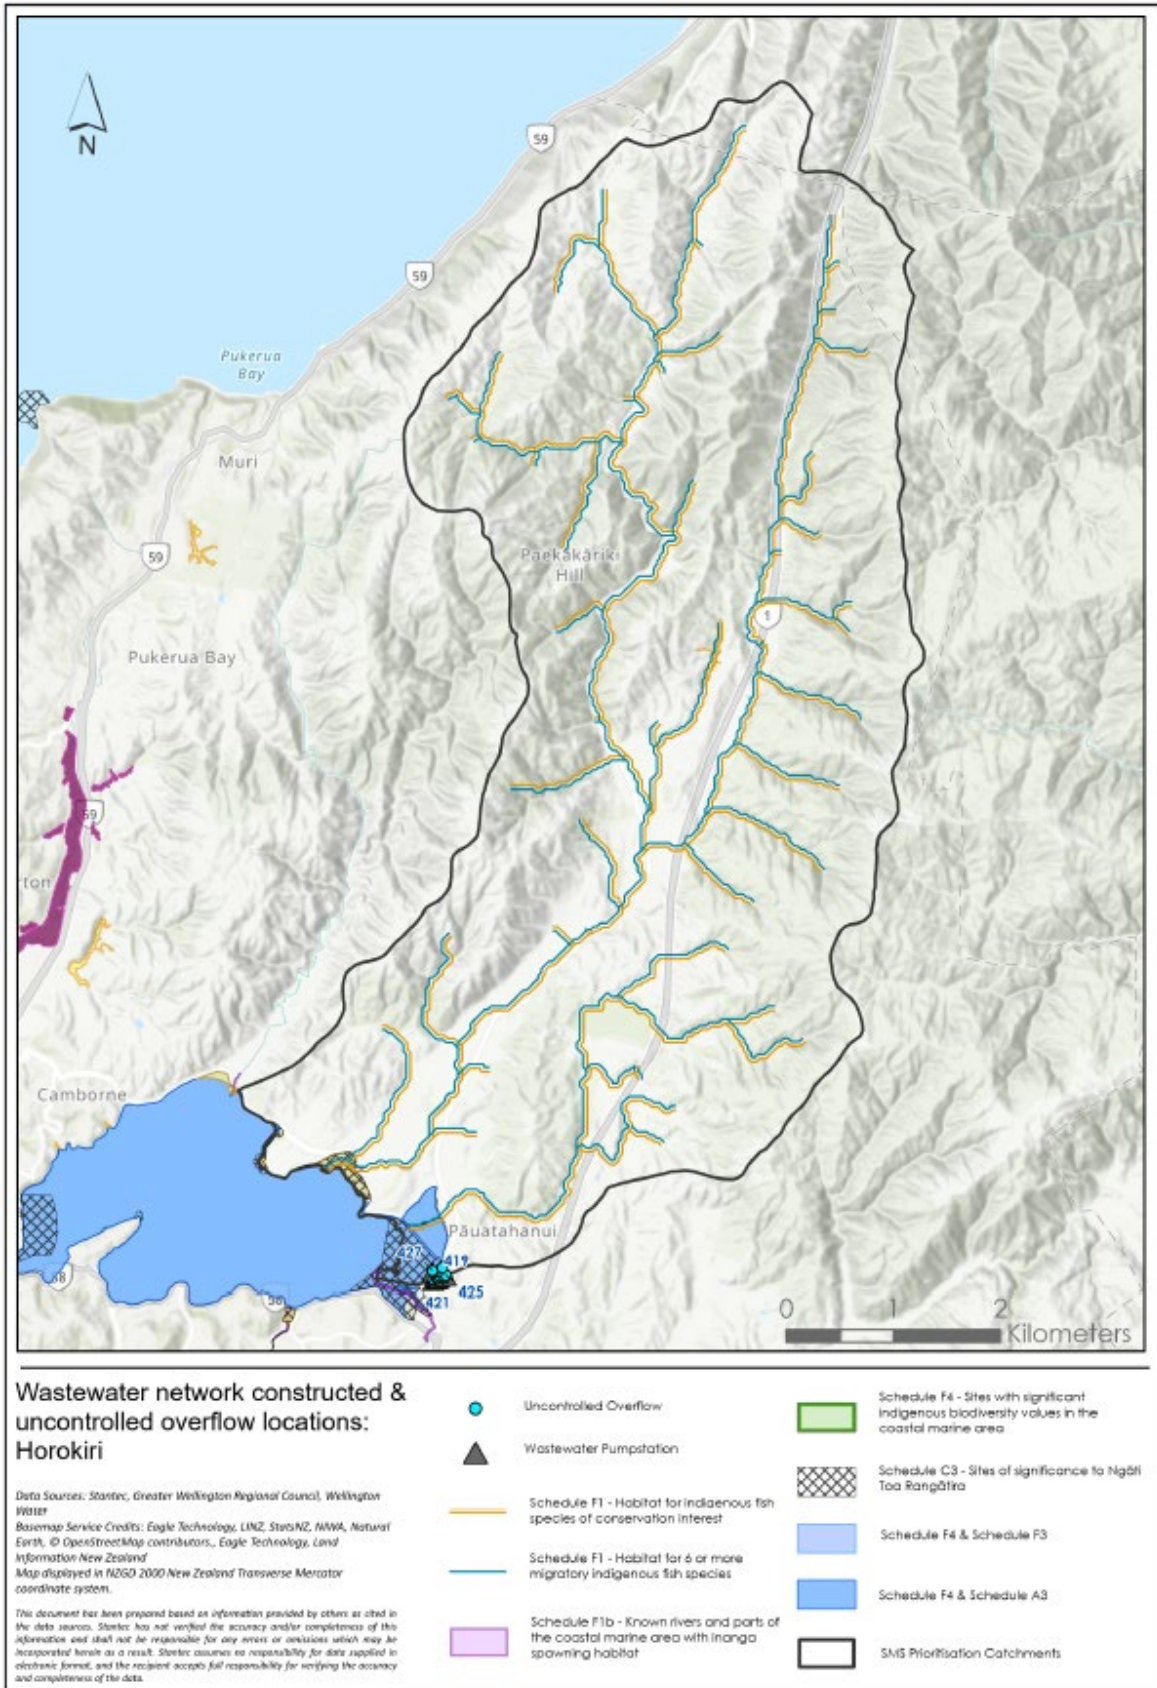 N
59
59
Pukerua
Bay
Muri
59
Paekākāriki
Hill
1
Pukerua Bay
59
ton
Camborne
Pāuatahanui
427
419
425
421
58
58
0 1 2
Kilometers
Wastewater network constructed &
uncontrolled overflow locations:
Horokiri
Data Sources: Stantec, Greater Wellington Regional Council, Wellington
Water
Basemap Service Credits: Eagle Technology, LINZ, StatsNZ, NIWA, Natural
Earth, © OpenStreetMap contributors., Eagle Technology, Land
Information New Zealand
Map displayed in NZGD 2000 New Zealand Transverse Mercator
coordinate system.
This document has been prepared based on information provided by others as cited in
the data sources. Stantec has not verified the accuracy and/or completeness of this
information and shall not be responsible for any errors or omissions which may be
incorporated herein as a result. Stantec assumes no responsibility for data supplied in
electronic format, and the recipient accepts full responsibility for verifying the accuracy
and completeness of the data.
Uncontrolled Overflow
Wastewater Pumpstation
Schedule F1 - Habitat for indigenous fish
species of conservation interest
Schedule F1 - Habitat for 6 or more
migratory indigenous fish species
Schedule F1b - Known rivers and parts of
the coastal marine area with inanga
spawning habitat
Schedule F4 - Sites with significant
indigenous biodiversity values in the
coastal marine area
Schedule C3 - Sites of significance to Ngāti
Toa Rangātira
Schedule F4 & Schedule F3
Schedule F4 & Schedule A3
SMS Prioritisation Catchments